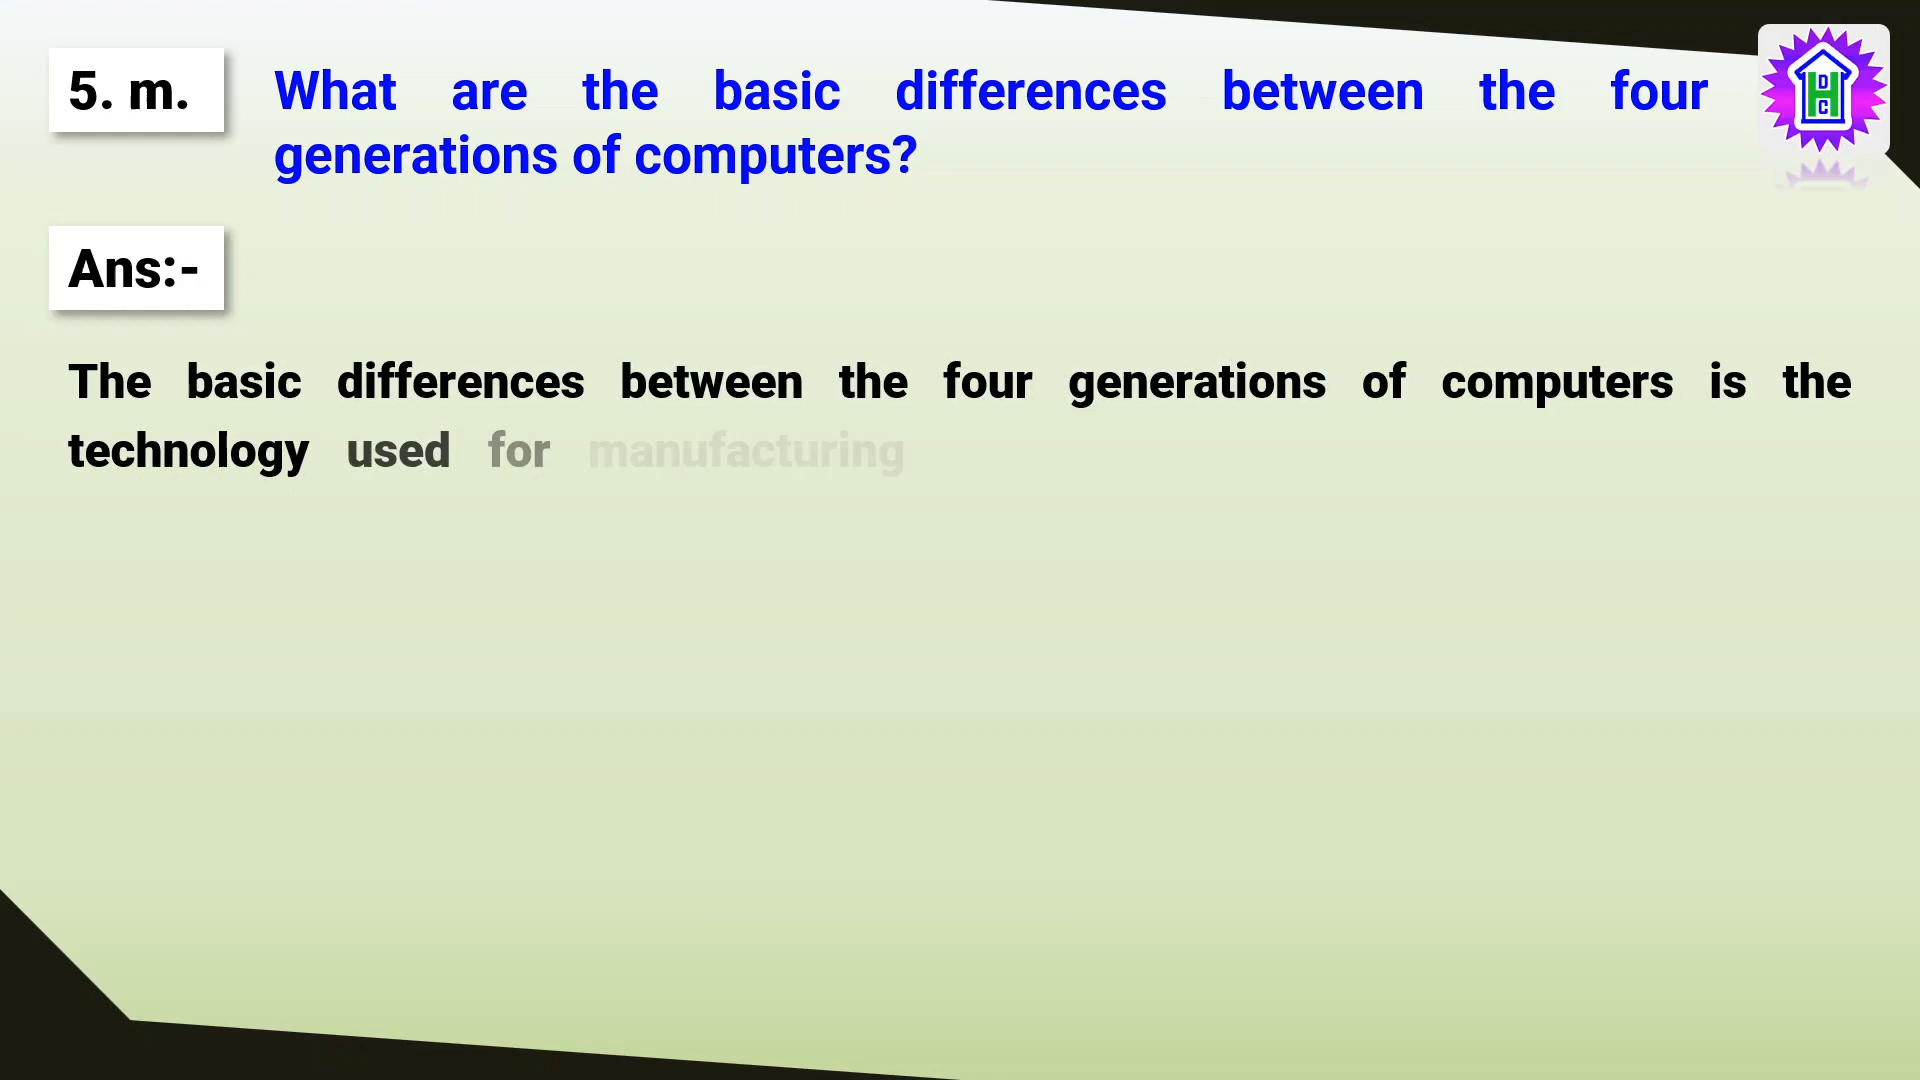 5. m.
What are the basic differences between the four
generations of computers?
D
H
C
Ans:-
The basic differences between the four generations of computers is the
technology used for manufacturing